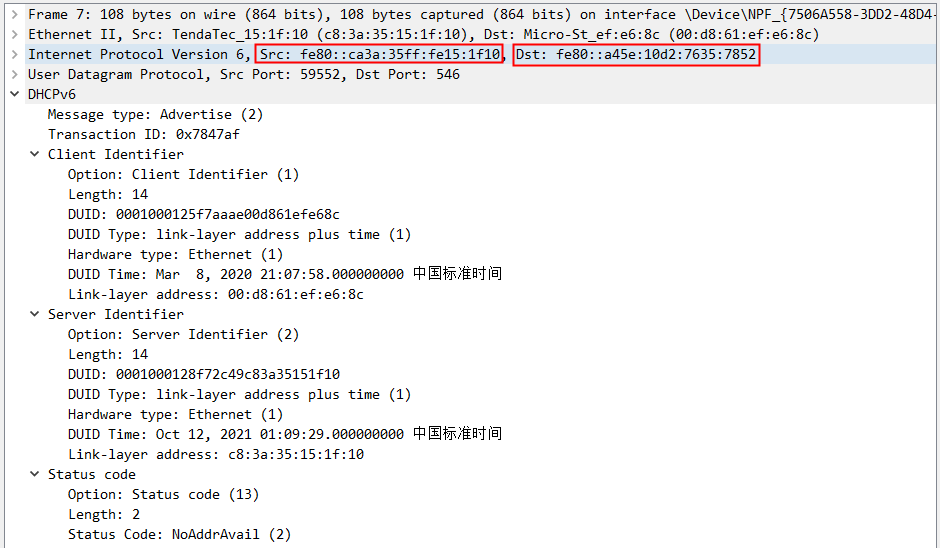 Frame 7: 108 bytes on wire (864 bits), 108 bytes captured (864 bits) on interface \Device\NPF_{7506A558-3DD2-48D4-
Ethernet II, Src: TendaTec_15:1f:10 (c8:3a:35:15:1f:10), Dst: Micro-St_ef:e6:8c (00:d8:61:ef:e6:8c)
Internet Protocol Version 6, Src: fe80::ca3a:35ff:fe15:1f10, Dst: fe80::a45e:10d2:7635:7852
User Datagram Protocol, Src Port: 59552, Dst Port: 546
DHCPv6
Message type: Advertise (2)
Transaction ID: 0x7847af
Client Identifier
Option: Client Identifier (1)
Length: 14
DUID: 0001000125f7aaae00d861efe68c
DUID Type: link-layer address plus time (1)
Hardware type: Ethernet (1)
DUID Time: Mar  8, 2020 21:07:58.000000000 中国标准时间
Link-layer address: 00:d8:61:ef:e6:8c
Server Identifier
Option: Server Identifier (2)
Length: 14
DUID: 0001000128f72c49c83a35151f10
DUID Type: link-layer address plus time (1)
Hardware type: Ethernet (1)
DUID Time: Oct 12, 2021 01:09:29.000000000 中国标准时间
Link-layer address: c8:3a:35:15:1f:10
Status code
Option: Status code (13)
Length: 2
Status Code: NoAddrAvail (2)